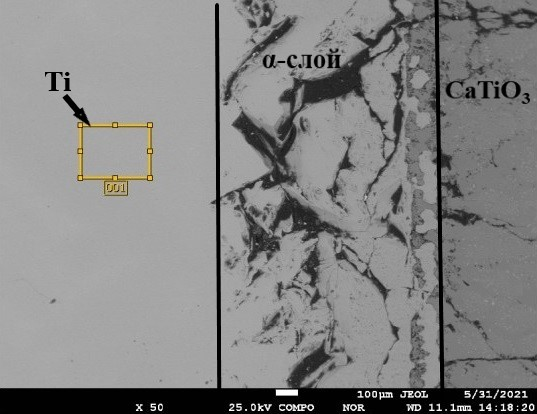 α-слой
Ti
CaTiO₃
001
100µm JEOL 5/31/2021
X 50 25.0kV COMPO NOR WD 11.1mm 14:18:20